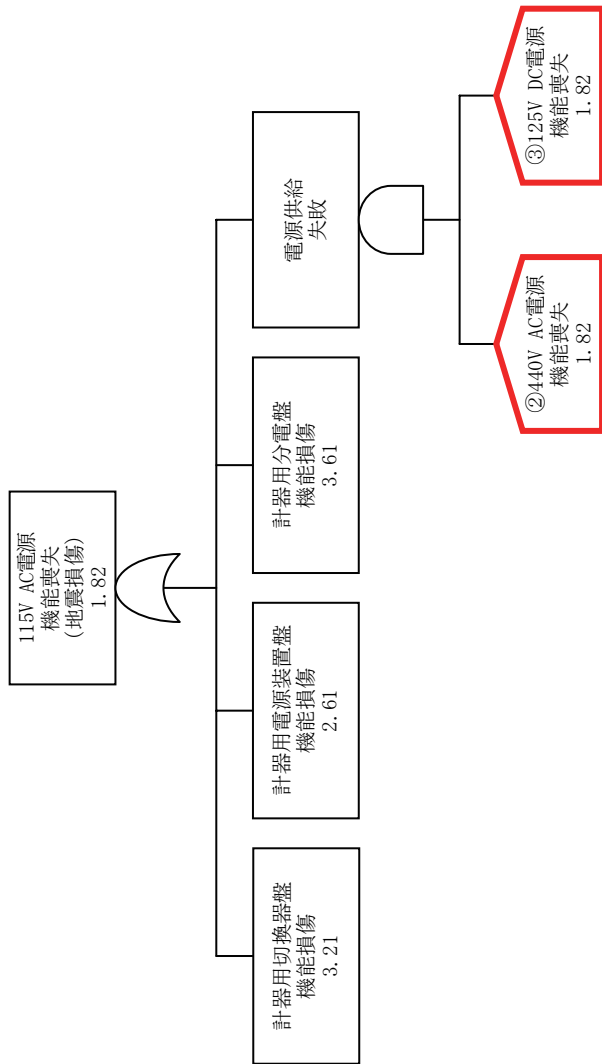 115V AC電源
機能喪失
(地震損傷)
1.82
計器用切換器盤
機能損傷
3.21
計器用電源装置盤
機能損傷
2.61
計器用分電盤
機能損傷
3.61
電源供給
失敗
②440V AC電源
機能喪失
1.82
③125V DC電源
機能喪失
1.82